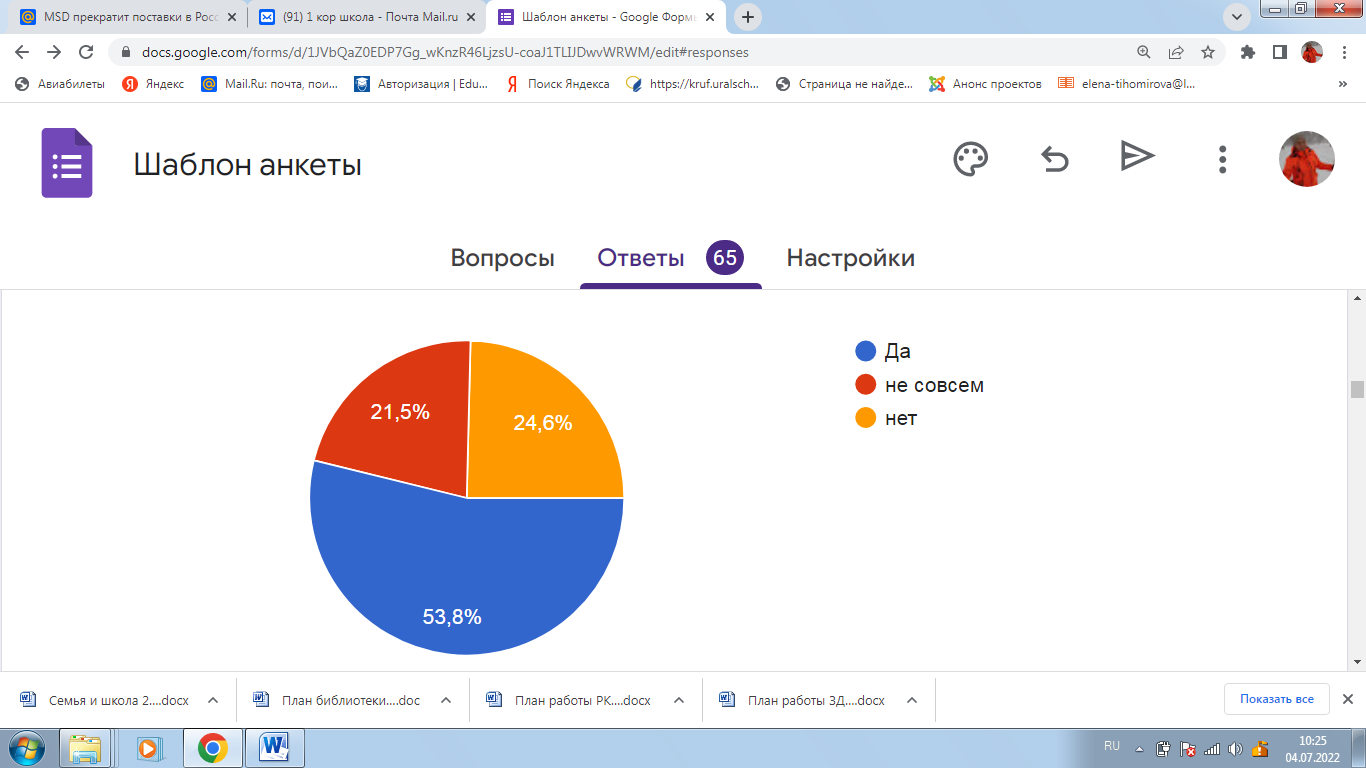 MSD прекратит поставки в Росс
(91) 1 кор школа - Почта Mail.ru
Шаблон анкеты - Google Форм
docs.google.com/forms/d/1JVbQaZ0EDP7Gg_wKnzR46LjzsU-coaJ1TLIJDwvWRWM/edit#responses
Авиабилеты
Яндекс
Mail.Ru: почта, пои...
Авторизация | Edu...
Поиск Яндекса
https://kruf.uralsch...
Страница не найде...
Анонс проектов
elena-tihomirova@l...
»
Шаблон анкеты
Вопросы
Ответы 65
Настройки
Да
не совсем
нет
21,5%
24,6%
53,8%
Семья и школа 2....docx
План библиотеки....doc
План работы РК....docx
План работы ЗД....docx
Показать все
RU
10:25
04.07.2022